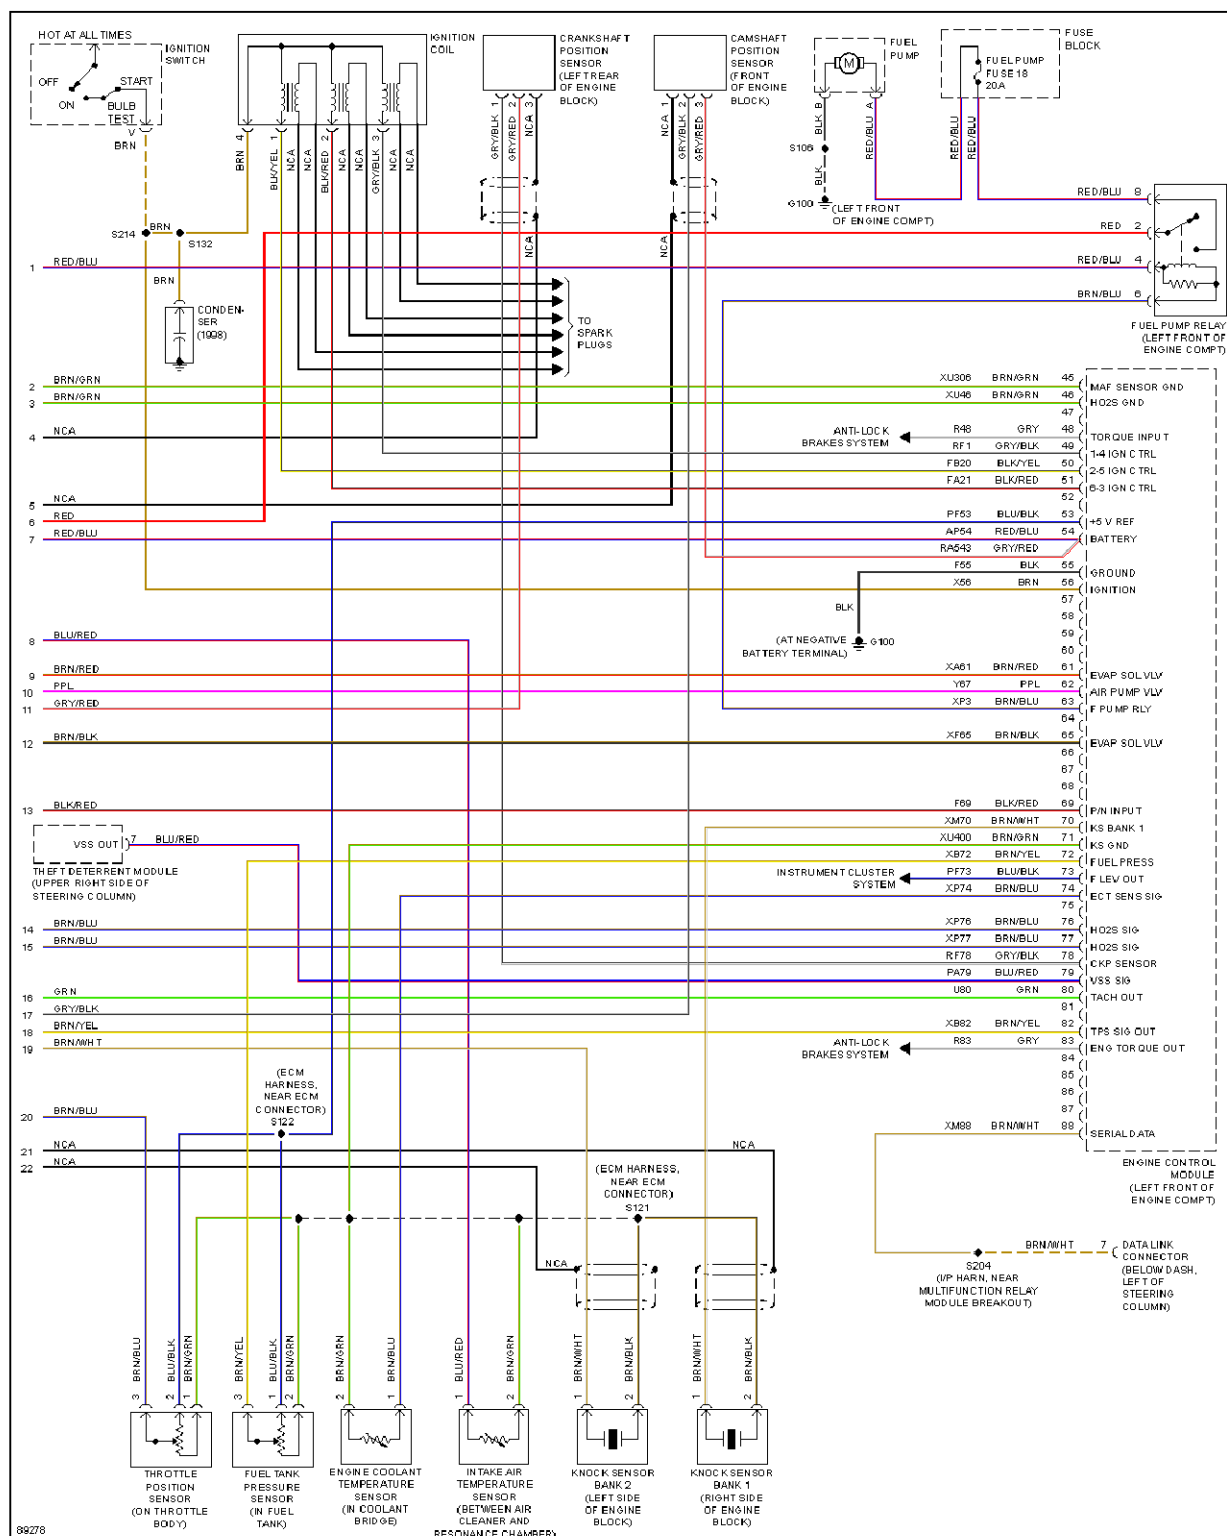 HOT AT ALL TIMES
IGNITION
SWITCH
OFF
START
ON
BULB
TEST
V
BRN
IGNITION
COIL
4
1
2
3
BRN
BLK/YEL
NCA
NCA
BLK/RED
NCA
NCA
GRY/BLK
NCA
NCA
CRANKSHAFT
POSITION
SENSOR
(LEFT REAR
OF ENGINE
BLOCK)
1
2
3
GRY/BLK
GRY/RED
NCA
NCA
CAMSHAFT
POSITION
SENSOR
(FRONT
OF ENGINE
BLOCK)
1
2
3
NCA
GRY/BLK
GRY/RED
NCA
FUEL
PUMP
M
B
A
BLK
RED/BLU
S106
BLK
G100
(LEFT FRONT
OF ENGINE COMPT)
FUSE
BLOCK
FUEL PUMP
FUSE 18
20A
RED/BLU
RED/BLU
RED/BLU 8
RED 2
RED/BLU 4
BRN/BLU 6
FUEL PUMP RELAY
(LEFT FRONT OF
ENGINE COMPT)
S214
BRN
S132
BRN
CONDEN-
SER
(1998)
TO
SPARK
PLUGS
1 RED/BLU
2 BRN/GRN
3 BRN/GRN
4 NCA
5 NCA
6 RED
7 RED/BLU
8 BLU/RED
9 BRN/RED
10 PPL
11 GRY/RED
12 BRN/BLK
13 BLK/RED
VSS OUT
7 BLU/RED
THEFT DETERRENT MODULE
(UPPER RIGHT SIDE OF
STEERING COLUMN)
14 BRN/BLU
15 BRN/BLU
16 GRN
17 GRY/BLK
18 BRN/YEL
19 BRN/WHT
20 BRN/BLU
21 NCA
22 NCA
XU306 BRN/GRN 45 MAF SENSOR GND
XU46 BRN/GRN 46 HO2S GND
47
ANTI-LOCK
BRAKES SYSTEM
R48 GRY 48 TORQUE INPUT
RF1 GRY/BLK 49 1-4 IGN CTRL
FB20 BLK/YEL 50 2-5 IGN CTRL
FA21 BLK/RED 51 6-3 IGN CTRL
52
PF53 BLU/BLK 53 +5 V REF
AP54 RED/BLU 54 BATTERY
RA543 GRY/RED
F55 BLK 55 GROUND
X56 BRN 56 IGNITION
57
58
59
60
BLK
(AT NEGATIVE
BATTERY TERMINAL)
G100
XA61 BRN/RED 61 EVAP SOL VLV
Y67 PPL 62 AIR PUMP VLV
XP3 BRN/BLU 63 F PUMP RLY
64
XF65 BRN/BLK 65 EVAP SOL VLV
66
67
68
F69 BLK/RED 69 P/N INPUT
XM70 BRN/WHT 70 KS BANK 1
XU400 BRN/GRN 71 KS GND
XB72 BRN/YEL 72 FUEL PRESS
INSTRUMENT CLUSTER
SYSTEM
PF73 BLU/BLK 73 F LEV OUT
XP74 BRN/BLU 74 ECT SENS SIG
75
XP76 BRN/BLU 76 HO2S SIG
XP77 BRN/BLU 77 HO2S SIG
RF78 GRY/BLK 78 CKP SENSOR
PA79 BLU/RED 79 VSS SIG
U80 GRN 80 TACH OUT
81
XB82 BRN/YEL 82 TPS SIG OUT
ANTI-LOCK
BRAKES SYSTEM
R83 GRY 83 ENG TORQUE OUT
84
85
86
87
XM88 BRN/WHT 88 SERIAL DATA
ENGINE CONTROL
MODULE
(LEFT FRONT OF
ENGINE COMPT)
(ECM
HARNESS,
NEAR ECM
CONNECTOR)
S122
NCA
(ECM HARNESS,
NEAR ECM
CONNECTOR)
S121
NCA
BRN/WHT 7
DATA LINK
CONNECTOR
(BELOW DASH,
LEFT OF
STEERING
COLUMN)
S204
(I/P HARN, NEAR
MULTIFUNCTION RELAY
MODULE BREAKOUT)
3 BRN/BLU
2 BLU/BLK
1 BRN/GRN
3 BRN/YEL
1 BLU/BLK
2 BRN/GRN
2 BRN/GRN
1 BRN/BLU
1 BLU/RED
2 BRN/GRN
1 BRN/WHT
2 BRN/BLK
1 BRN/WHT
2 BRN/BLK
THROTTLE
POSITION
SENSOR
(ON THROTTLE
BODY)
FUEL TANK
PRESSURE
SENSOR
(IN FUEL
TANK)
ENGINE COOLANT
TEMPERATURE
SENSOR
(IN COOLANT
BRIDGE)
INTAKE AIR
TEMPERATURE
SENSOR
(BETWEEN AIR
CLEANER AND
RESONANCE CHAMBER)
KNOCK SENSOR
BANK 2
(LEFT SIDE
OF ENGINE
BLOCK)
KNOCK SENSOR
BANK 1
(RIGHT SIDE
OF ENGINE
BLOCK)
89278